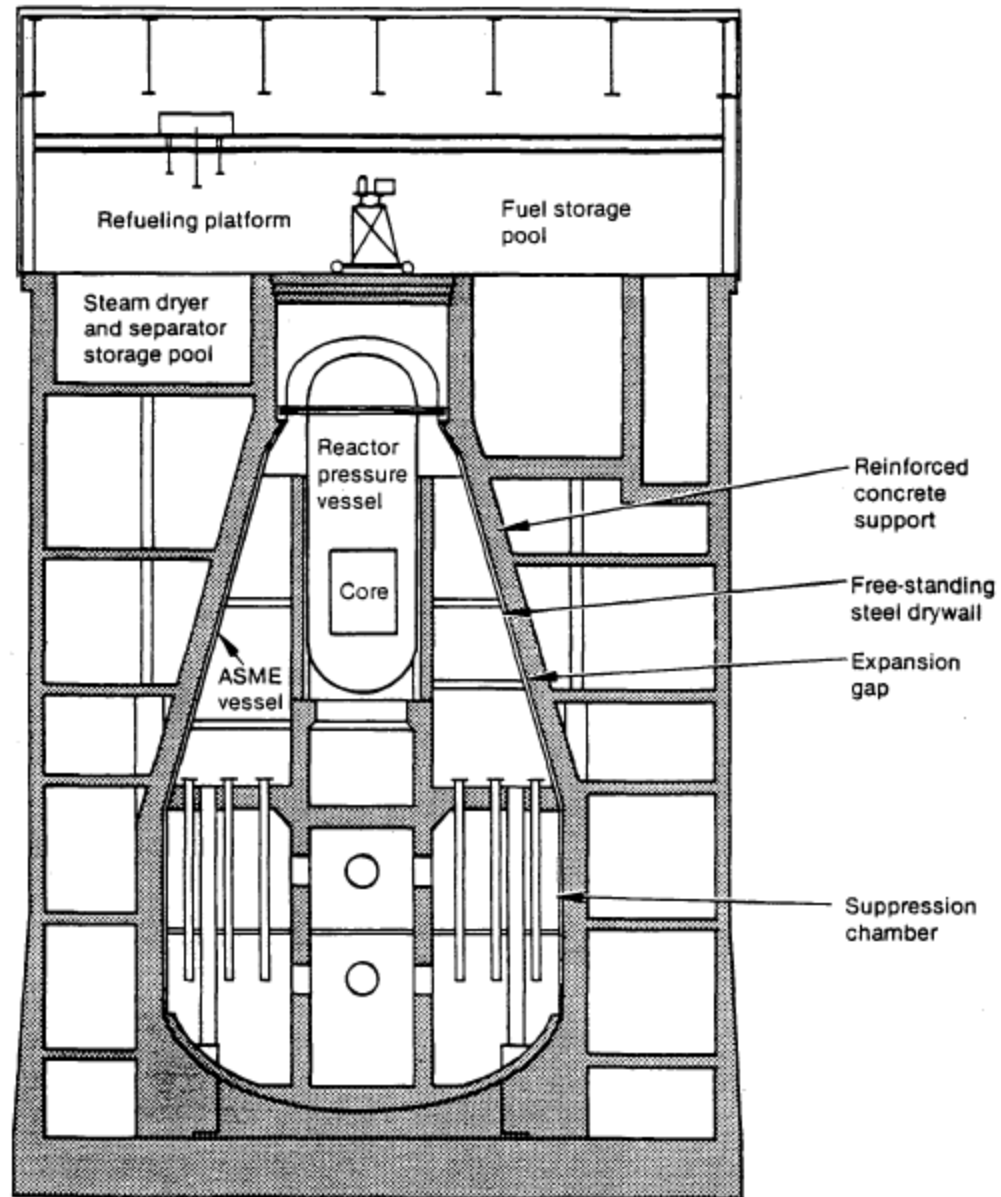 Refueling platform
Fuel storage
pool
Steam dryer
and separator
storage pool
Reactor
pressure
vessel
Core
ASME
vessel
Reinforced
concrete
support
Free-standing
steel drywall
Expansion
gap
Suppression
chamber